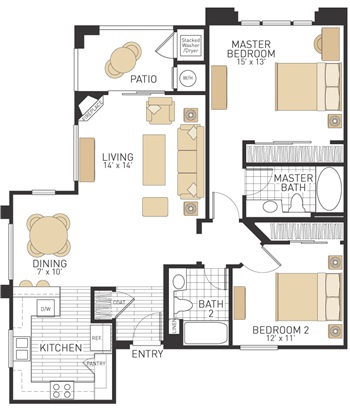 Stacked
Washer
/Dryer
PATIO
W/H
MASTER
BEDROOM
15' x 13'
FIREPLACE
LIVING
14' x 14'
MASTER
BATH
DINING
7' x 10'
COAT
LINEN
BATH
2
BEDROOM 2
12' x 11'
D/W
KITCHEN
REF.
PANTRY
ENTRY